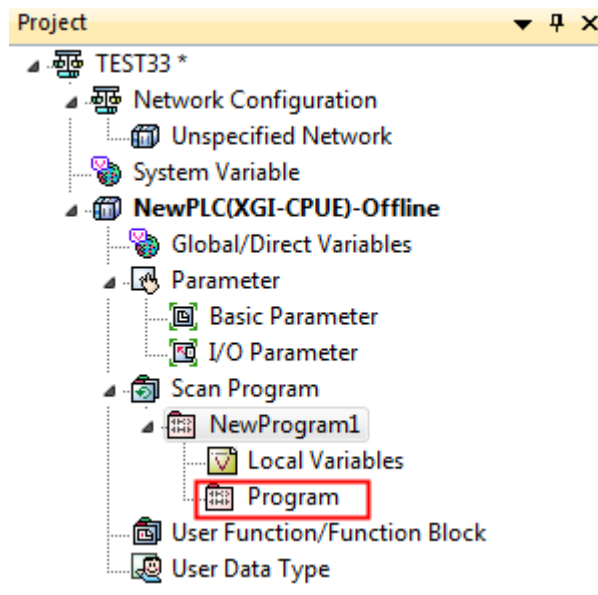 Project
TEST33 *
Network Configuration
Unspecified Network
System Variable
NewPLC(XGI-CPUE)-Offline
Global/Direct Variables
Parameter
Basic Parameter
I/O Parameter
Scan Program
NewProgram1
Local Variables
Program
User Function/Function Block
User Data Type